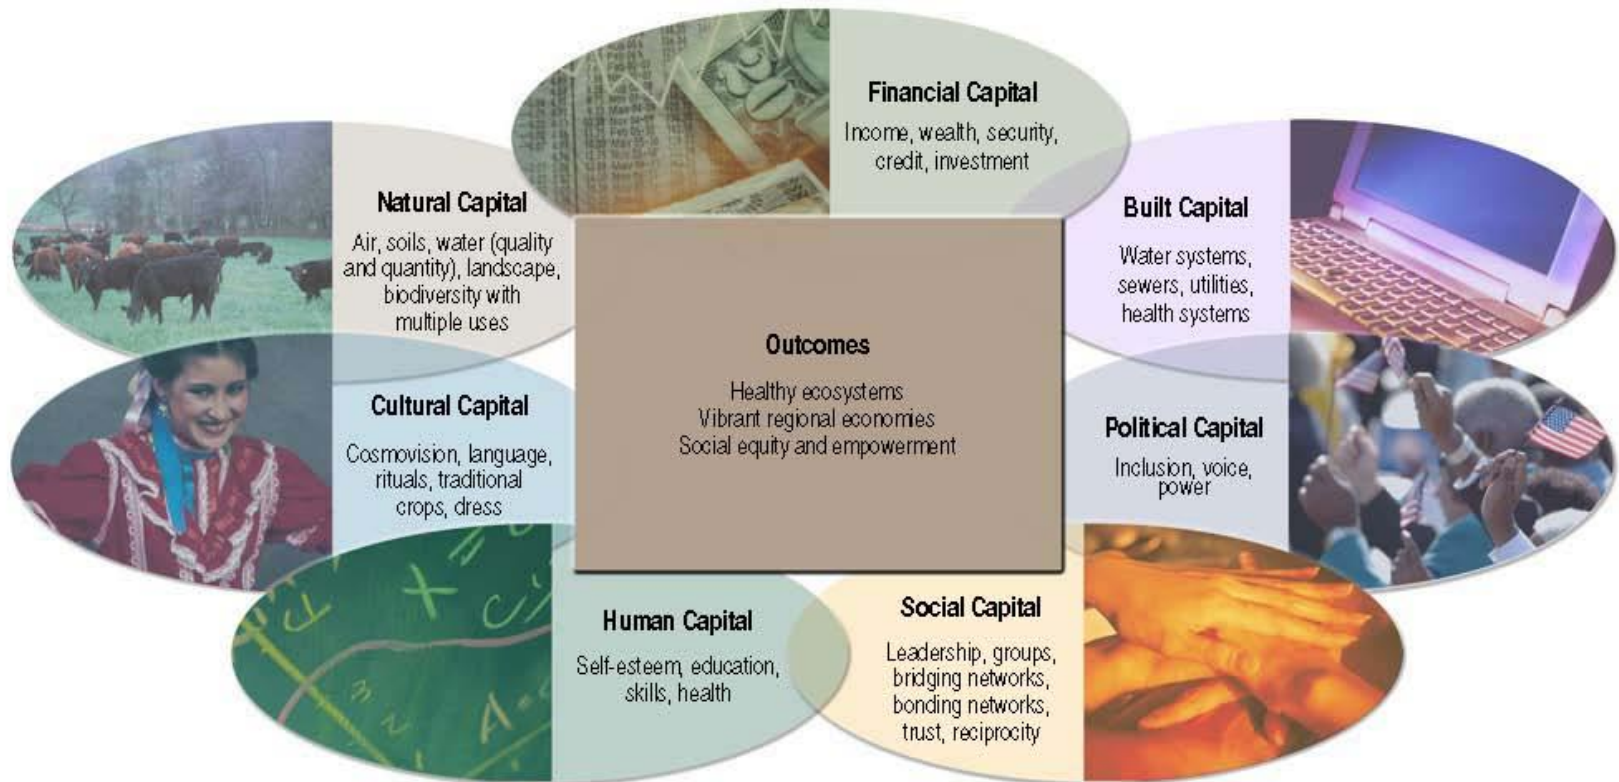 Financial Capital
Income, wealth, security,
credit, investment
Natural Capital
Air, soils, water (quality
and quantity), landscape,
biodiversity with
multiple uses
Built Capital
Water systems,
sewers, utilities,
health systems
Outcomes
Healthy ecosystems
Vibrant regional economies
Social equity and empowerment
Cultural Capital
Cosmovision, language,
rituals, traditional
crops, dress
Political Capital
Inclusion, voice,
power
Human Capital
Self-esteem, education,
skills, health
Social Capital
Leadership, groups,
bridging networks,
bonding networks,
trust, reciprocity